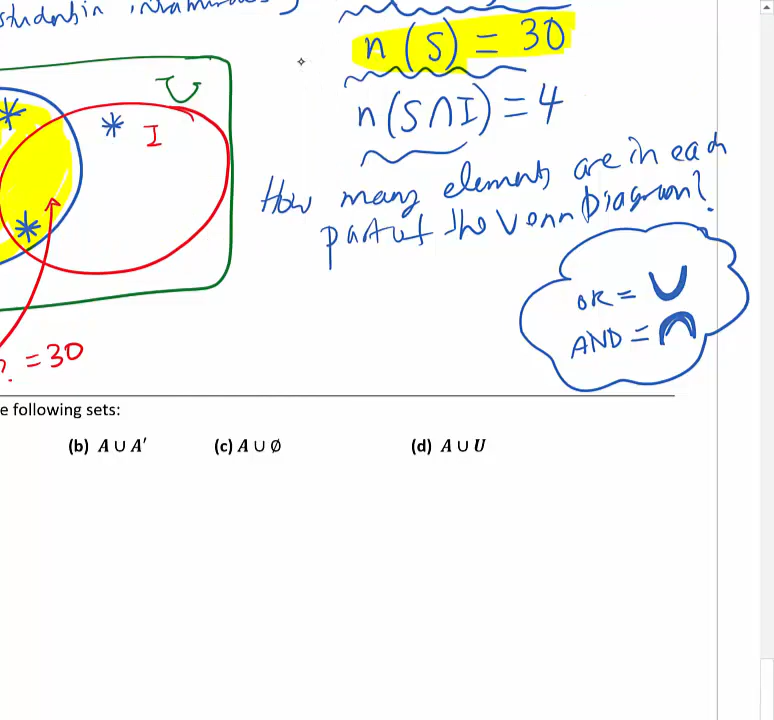 n(S) = 30
n(S∩I) = 4
U
* I
How many elements are in each
part of the Venn Diagram?
*
*
OR = ∪
AND = ∩
? = 30
e following sets:
(b) A ∪ A′ (c) A ∪ Ø (d) A ∪ U